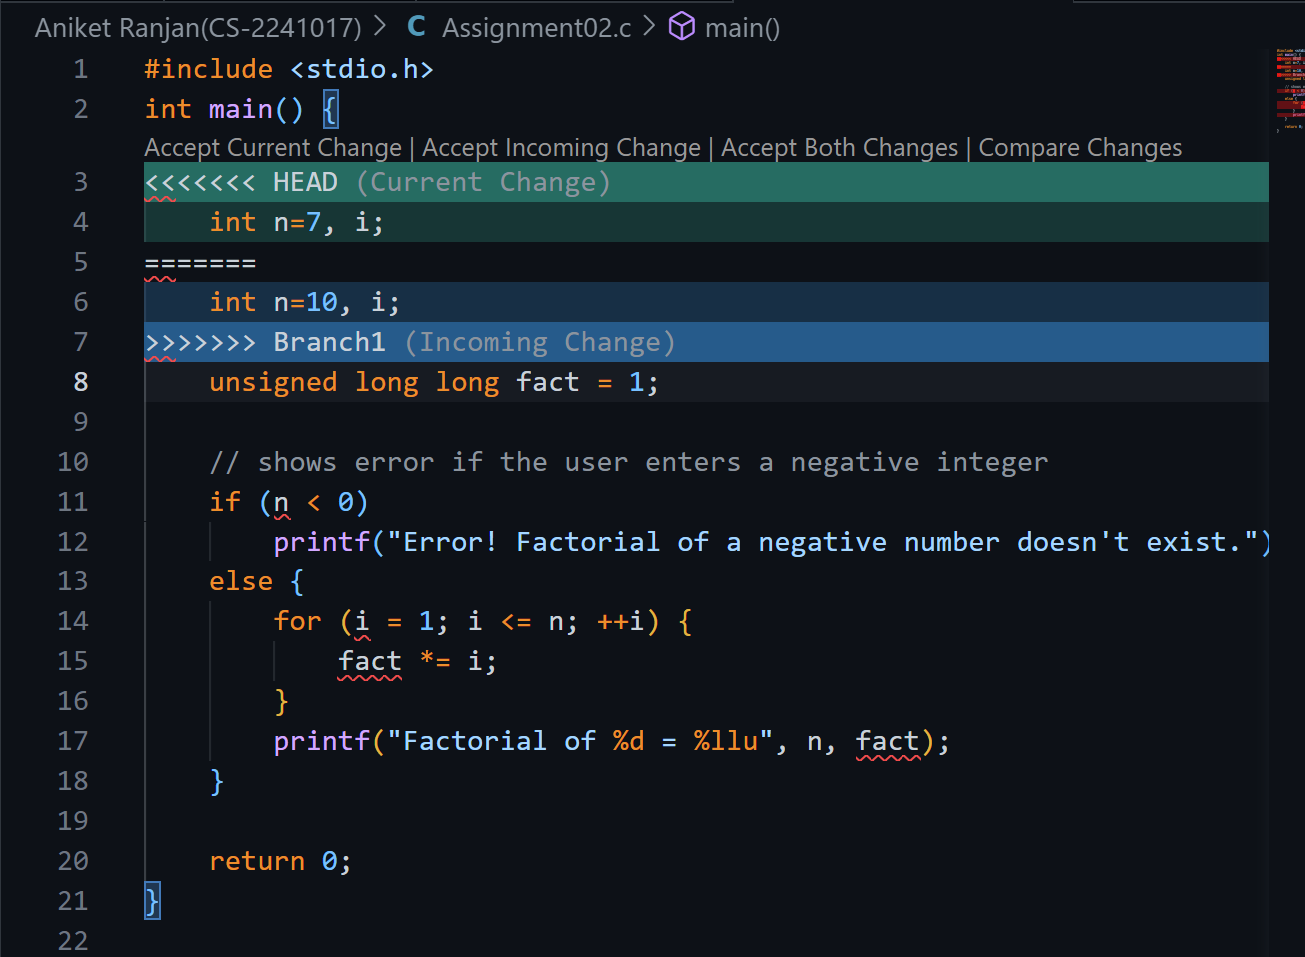 Aniket Ranjan(CS-2241017) > C Assignment02.c > main()
1 #include <stdio.h>
2 int main() {
Accept Current Change | Accept Incoming Change | Accept Both Changes | Compare Changes
3 <<<<<<< HEAD (Current Change)
4     int n=7, i;
5 =======
6     int n=10, i;
7 >>>>>>> Branch1 (Incoming Change)
8     unsigned long long fact = 1;
9
10     // shows error if the user enters a negative integer
11     if (n < 0)
12         printf("Error! Factorial of a negative number doesn't exist.")
13     else {
14         for (i = 1; i <= n; ++i) {
15             fact *= i;
16         }
17         printf("Factorial of %d = %llu", n, fact);
18     }
19
20     return 0;
21 }
22